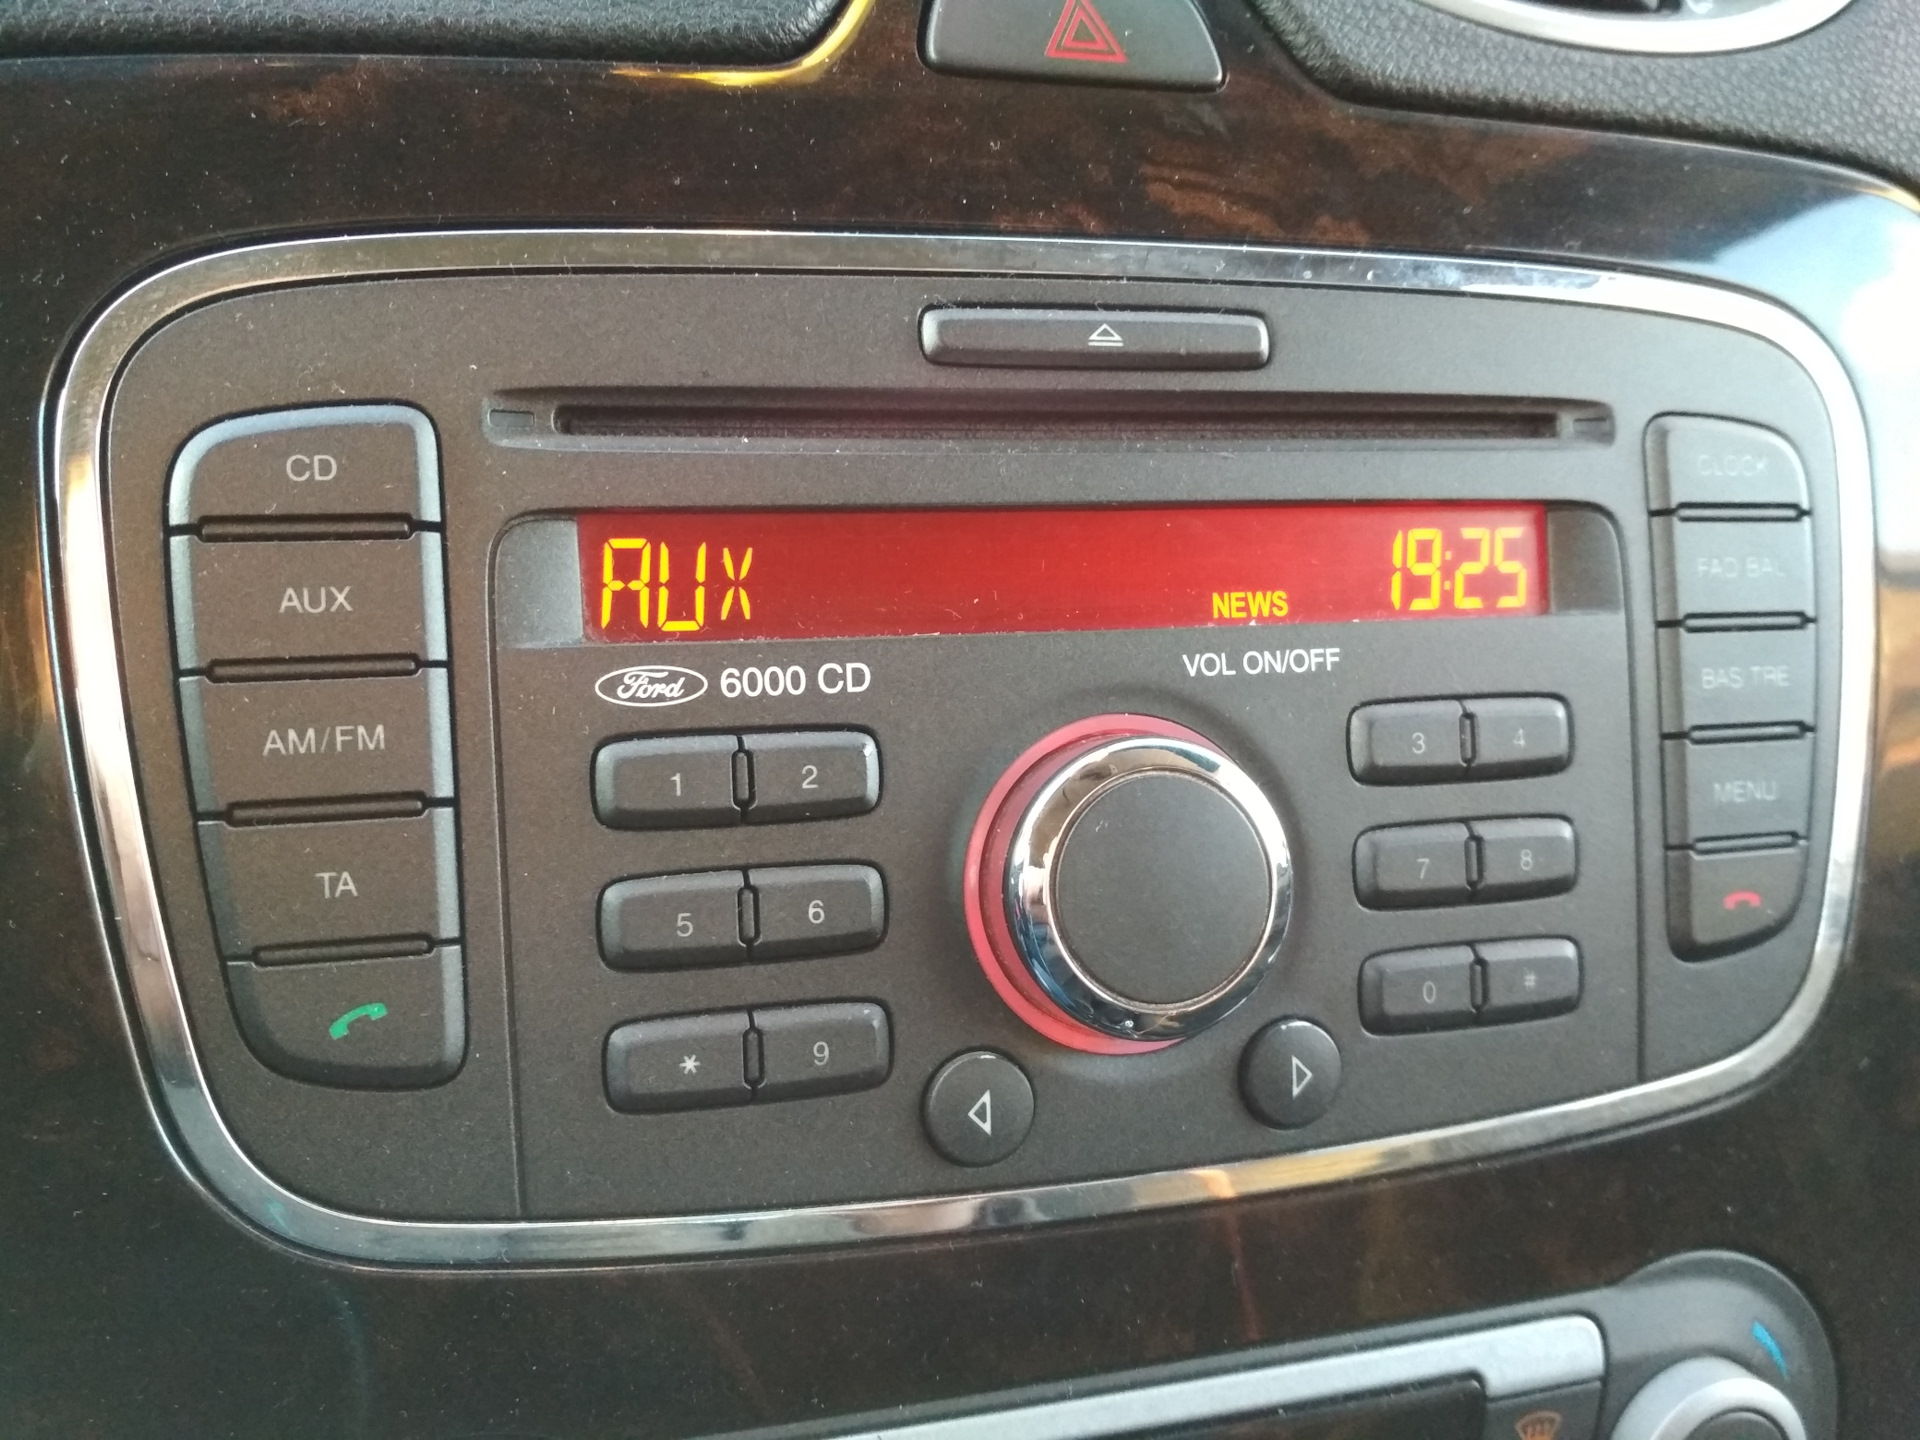 CD
AUX
AM/FM
TA
AUX
NEWS
19:25
Ford 6000 CD
VOL ON/OFF
1 2
5 6
* 9
3 4
7 8
0 #
CLOCK
FAD BAL
BAS TRE
MENU